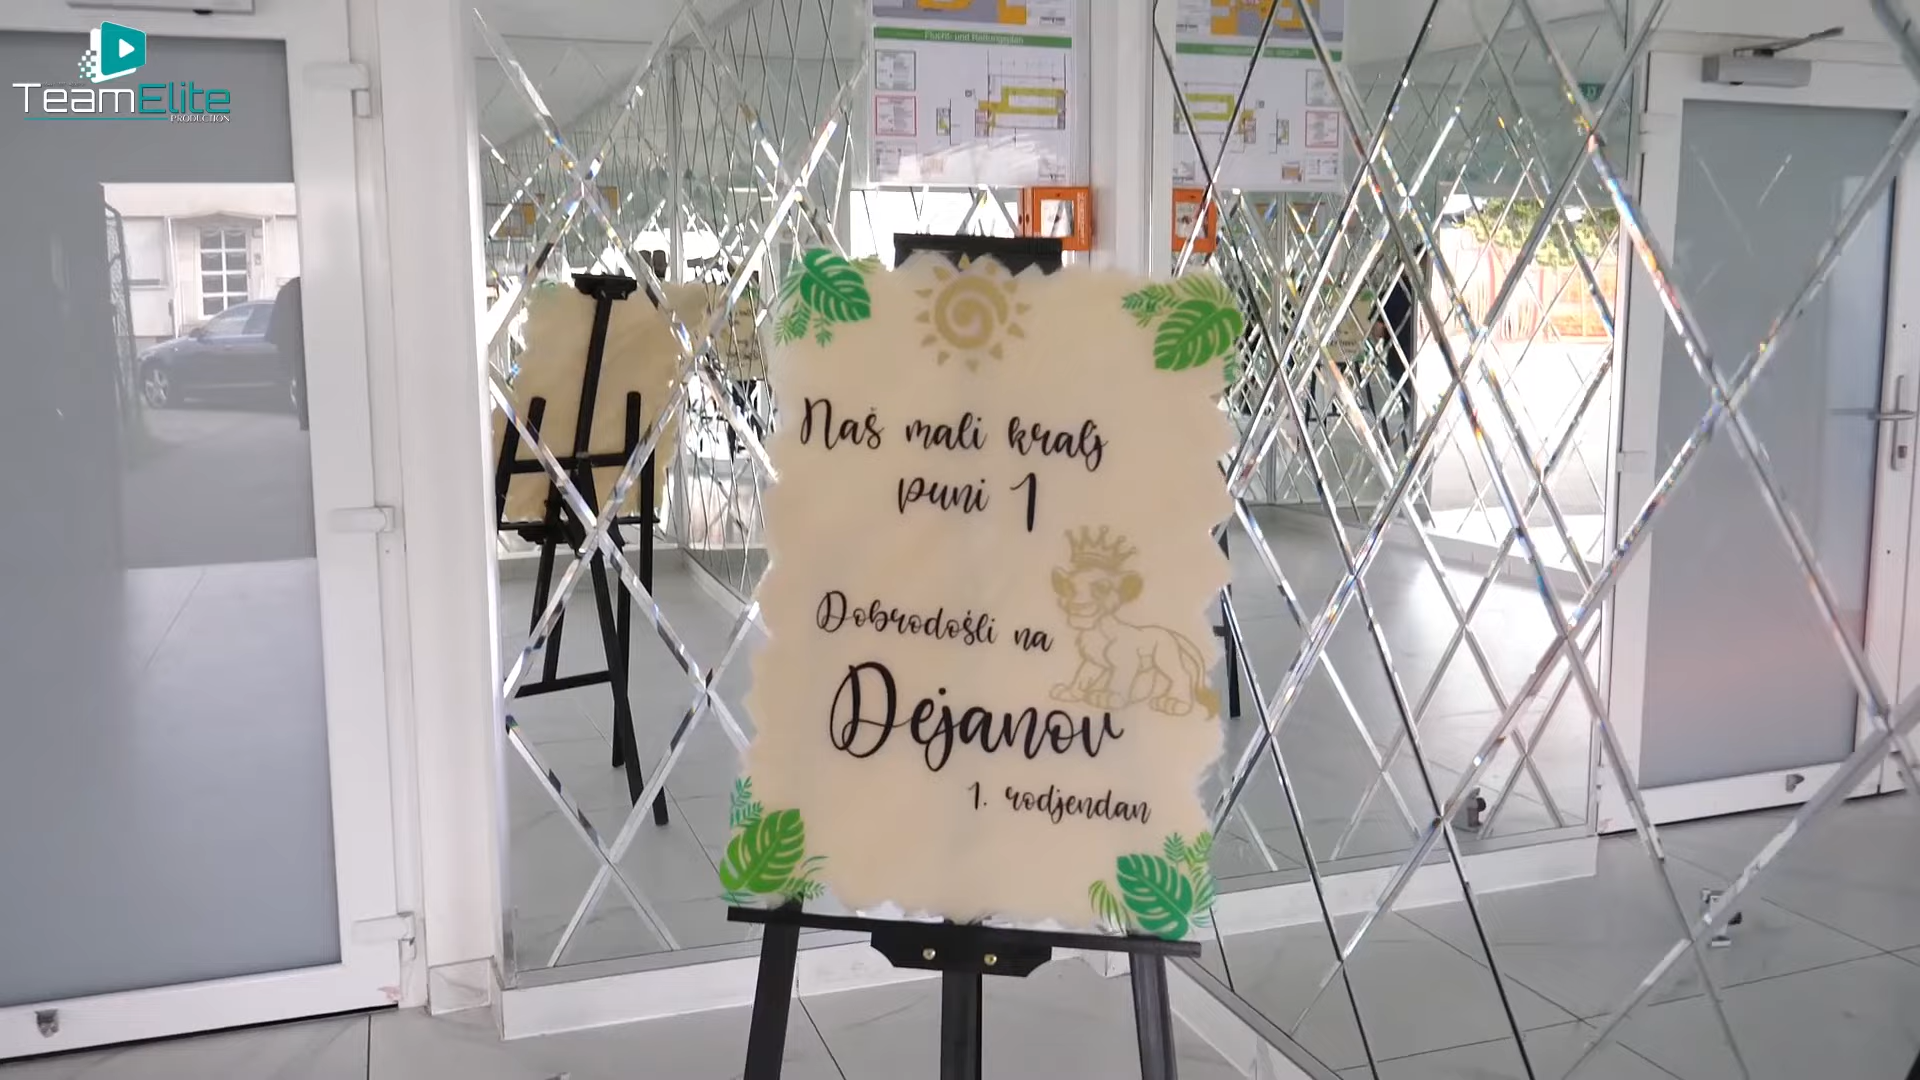 TeamElite
PRODUCTION
Flucht- und Rettungsplan
Naš mali kralj
puni 1
Dobrodošli na
Dejanov
1. rodjendan